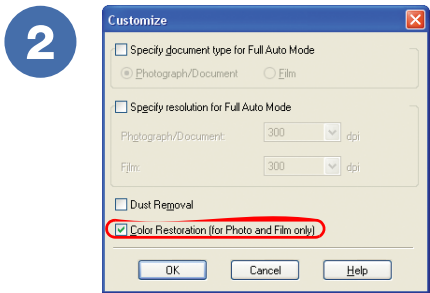 2
Customize
Specify document type for Full Auto Mode
Photograph/Document Film
Specify resolution for Full Auto Mode
Photograph/Document: 300 dpi
Film: 300 dpi
Dust Removal
Color Restoration (for Photo and Film only)
OK Cancel Help